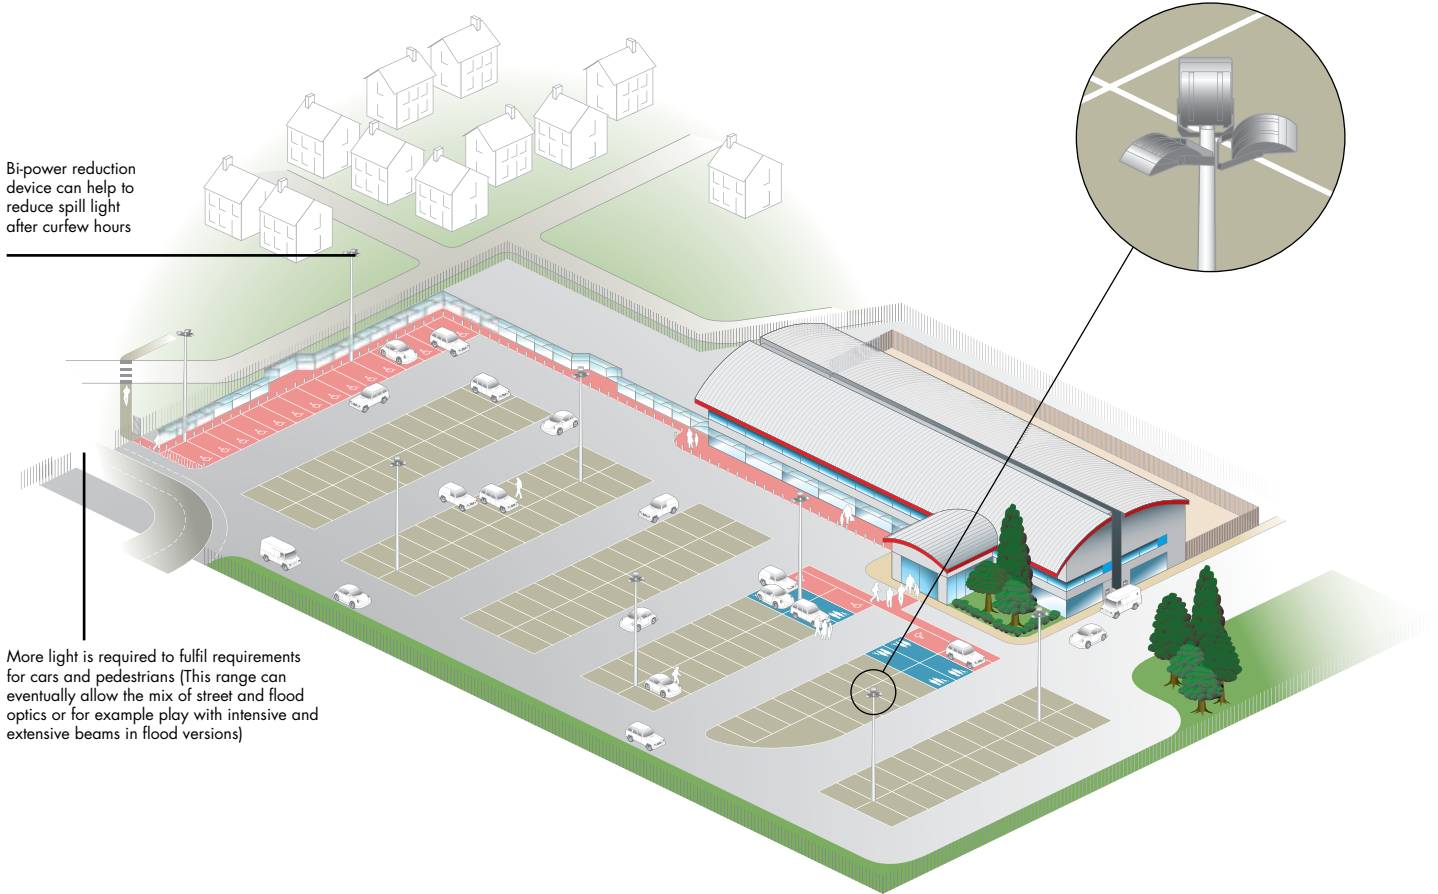 Bi-power reduction
device can help to
reduce spill light
after curfew hours
More light is required to fulfil requirements
for cars and pedestrians (This range can
eventually allow the mix of street and flood
optics or for example play with intensive and
extensive beams in flood versions)